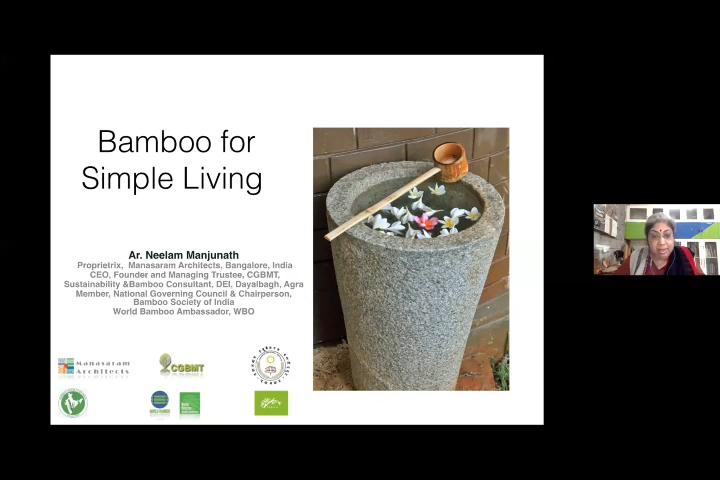 Bamboo for
Simple Living
Ar. Neelam Manjunath
Proprietrix, Manasaram Architects, Bangalore, India
CEO, Founder and Managing Trustee, CGBMT,
Sustainability &Bamboo Consultant, DEI, Dayalbagh, Agra
Member, National Governing Council & Chairperson,
Bamboo Society of India
World Bamboo Ambassador, WBO
Manasaram
Architects
CGBMT